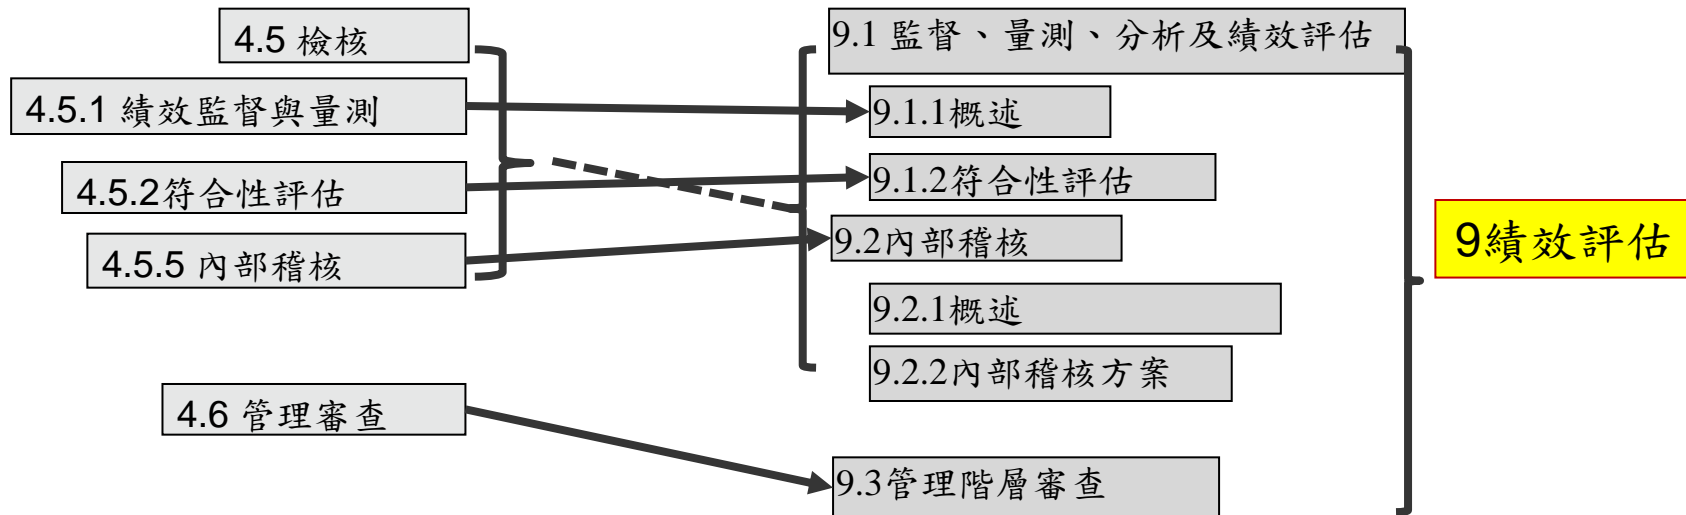 4.5 檢核
4.5.1 績效監督與量測
4.5.2符合性評估
4.5.5 內部稽核
4.6 管理審查
9.1 監督、量測、分析及績效評估
9.1.1概述
9.1.2符合性評估
9.2內部稽核
9.2.1概述
9.2.2內部稽核方案
9.3管理階層審查
9績效評估